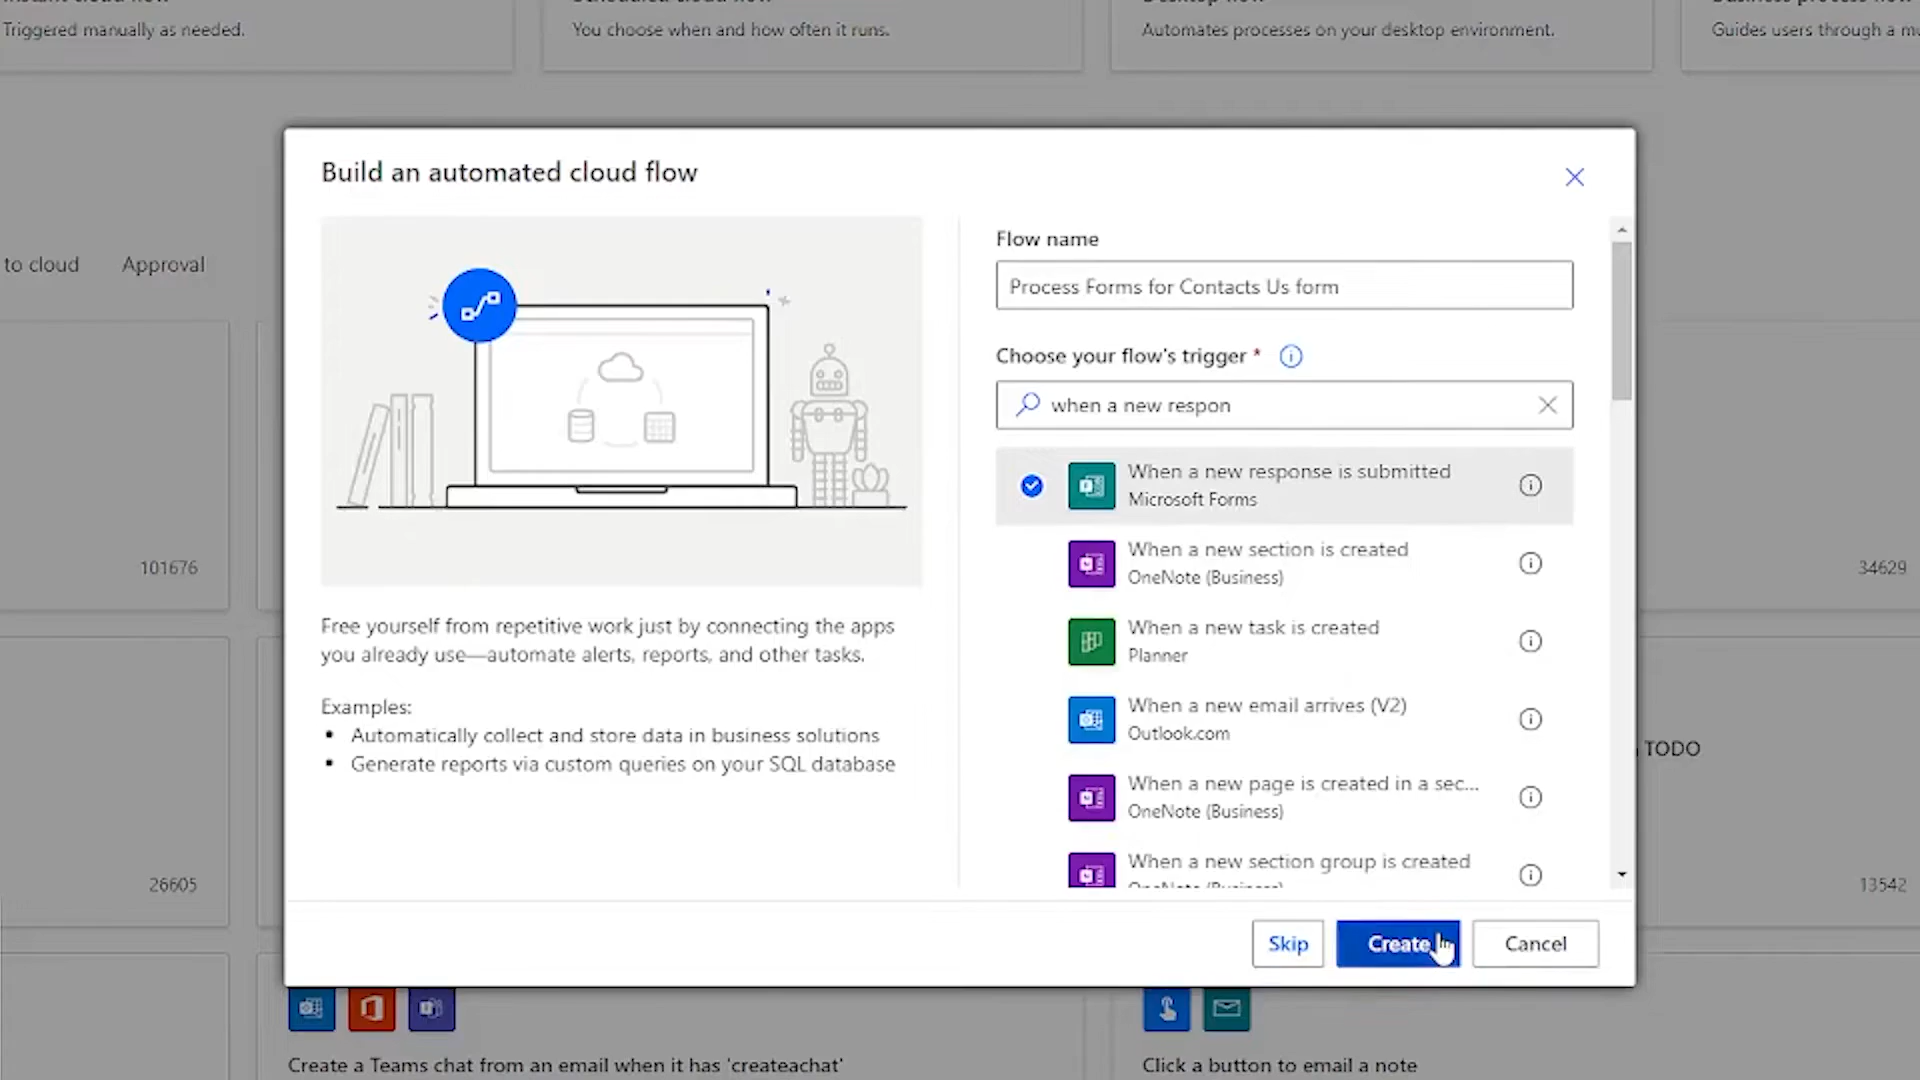 Triggered manually as needed.
You choose when and how often it runs.
Automates processes on your desktop environment.
Guides users through a
Build an automated cloud flow
Flow name
Process Forms for Contacts Us form
to cloud
Approval
Choose your flow's trigger *
when a new respon
When a new response is submitted
Microsoft Forms
When a new section is created
OneNote (Business)
101676
34629
When a new task is created
Planner
Free yourself from repetitive work just by connecting the apps
you already use—automate alerts, reports, and other tasks.
Examples:
• Automatically collect and store data in business solutions
• Generate reports via custom queries on your SQL database
When a new email arrives (V2)
Outlook.com
TODO
When a new page is created in a sec...
OneNote (Business)
When a new section group is created
26605
13542
Skip
Create
Cancel
Create a Teams chat from an email when it has 'createachat'
Click a button to email a note